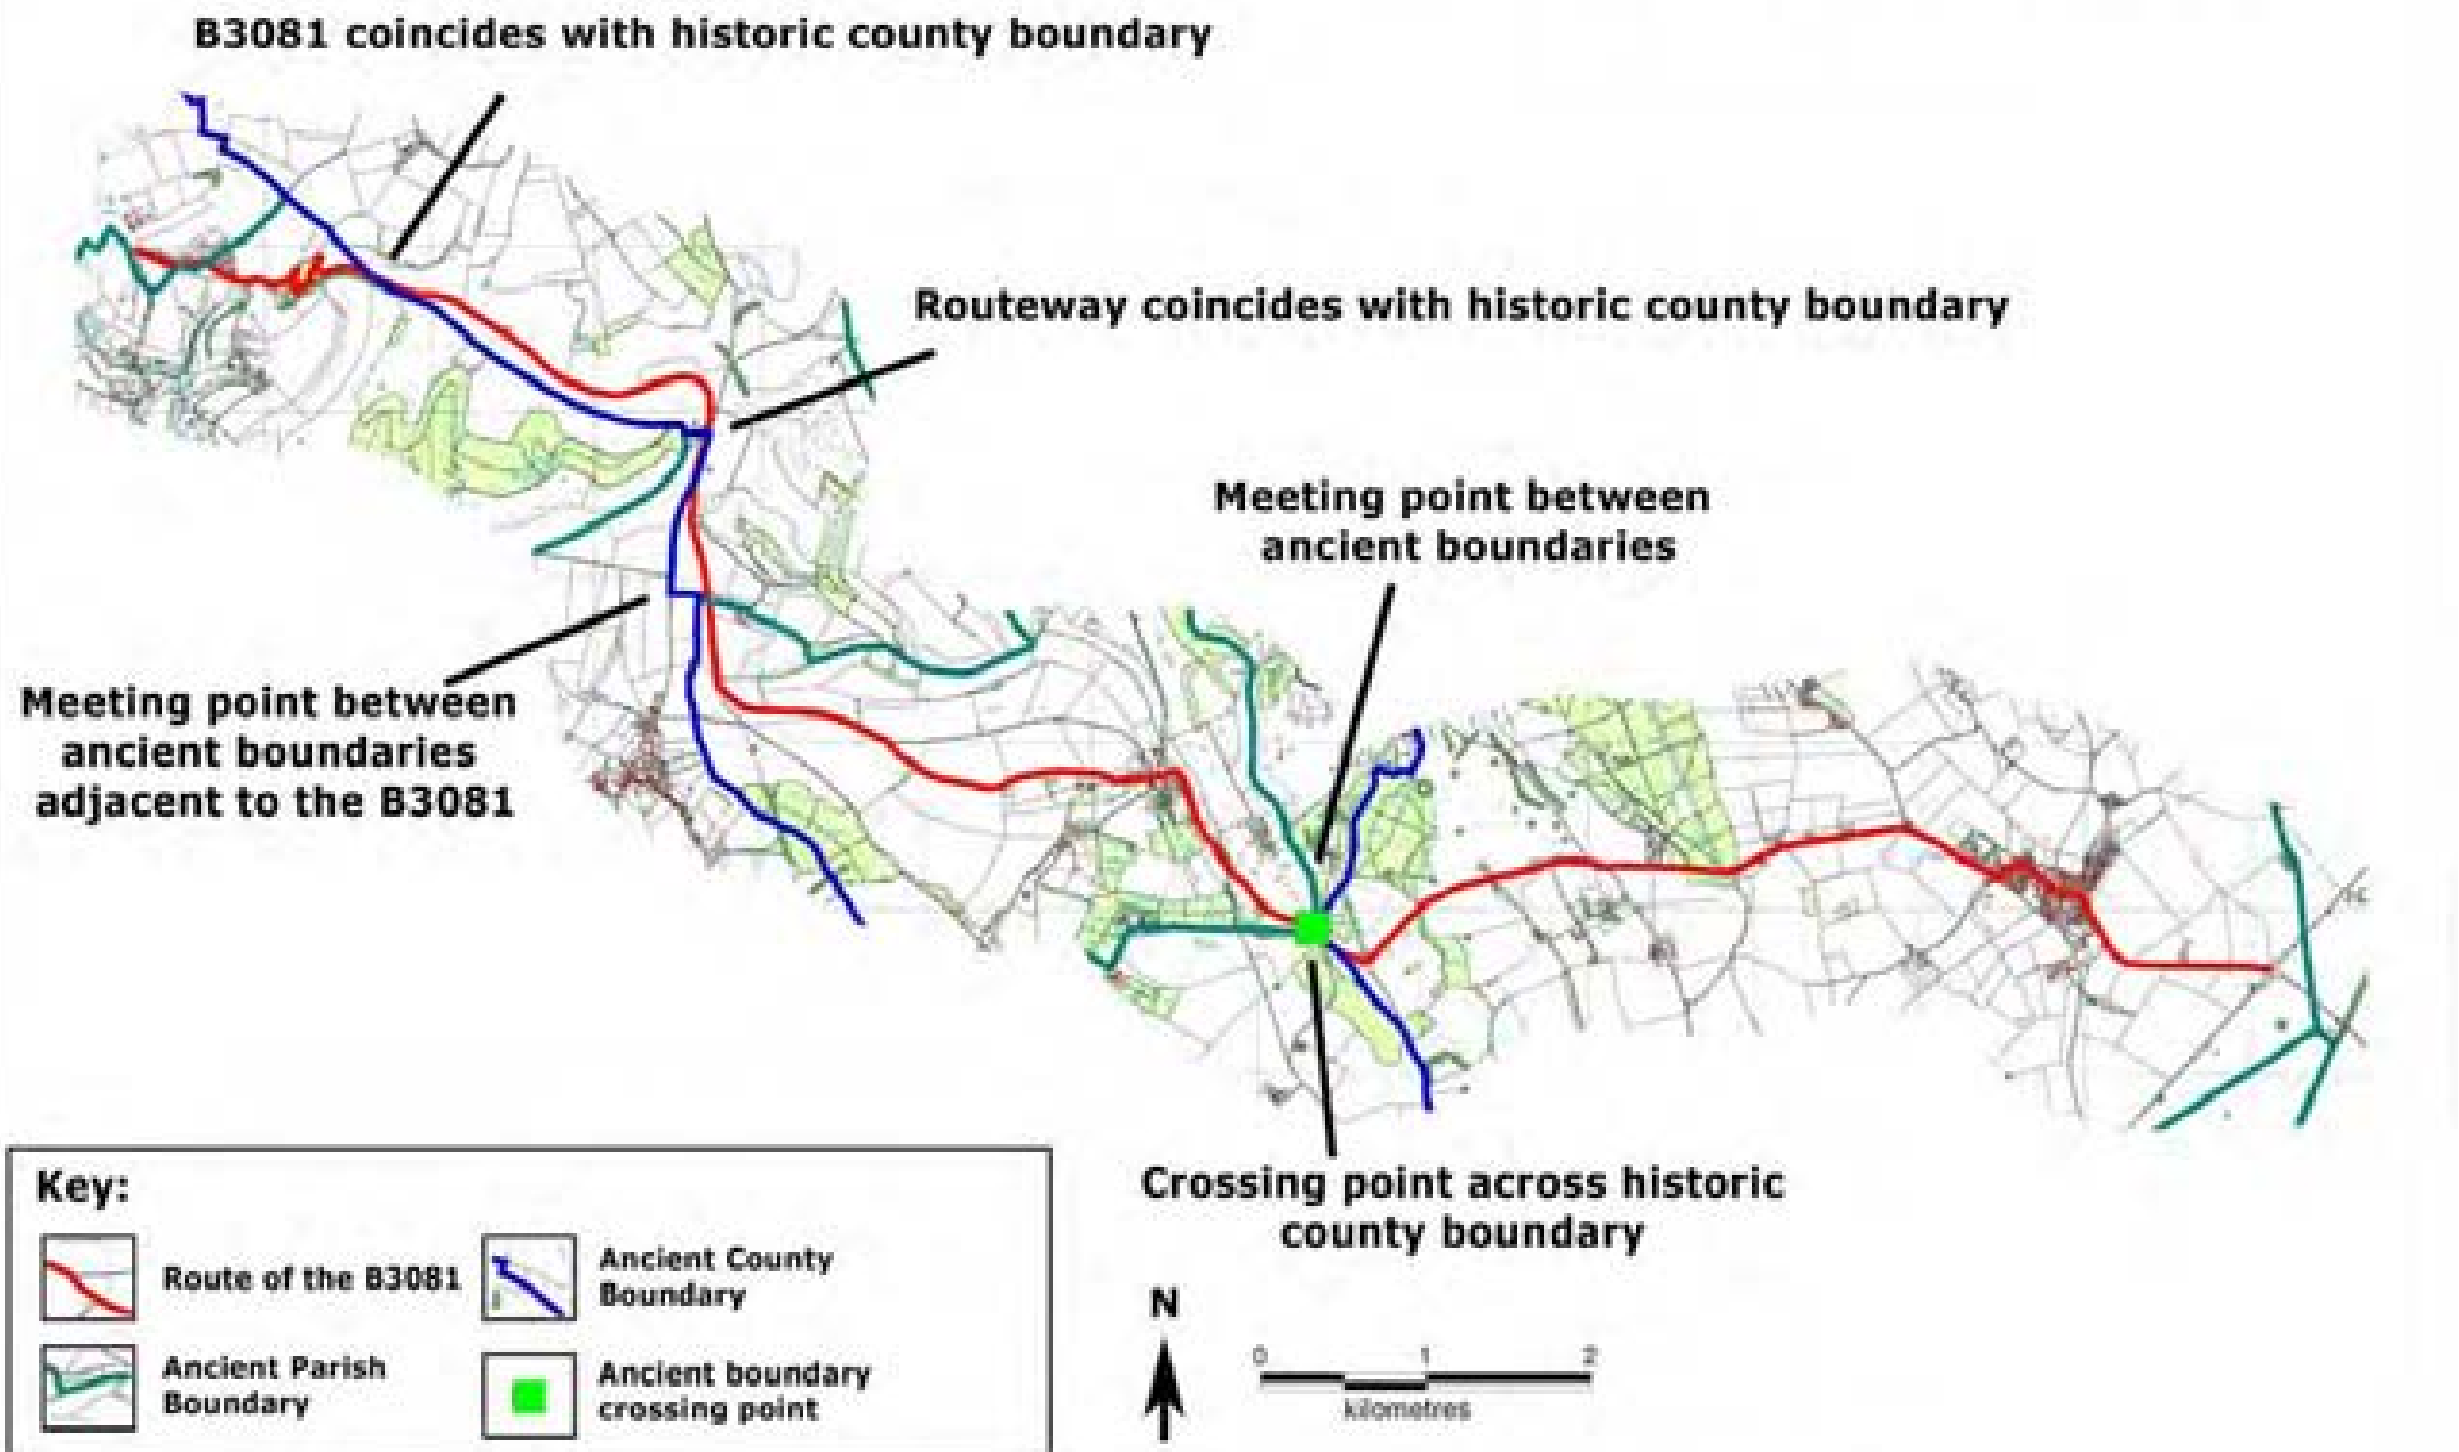 B3081 coincides with historic county boundary
Routeway coincides with historic county boundary
Meeting point between
ancient boundaries
Meeting point between
ancient boundaries
adjacent to the B3081
Crossing point across historic
county boundary
Key:
Route of the B3081
Ancient County
Boundary
Ancient Parish
Boundary
Ancient boundary
crossing point
N
0 1 2
kilometres